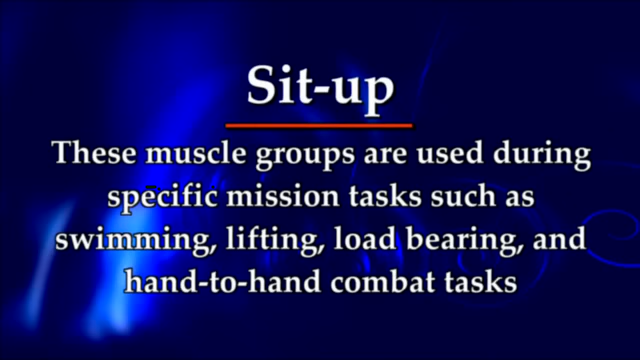 Sit-up
These muscle groups are used during
specific mission tasks such as
swimming, lifting, load bearing, and
hand-to-hand combat tasks